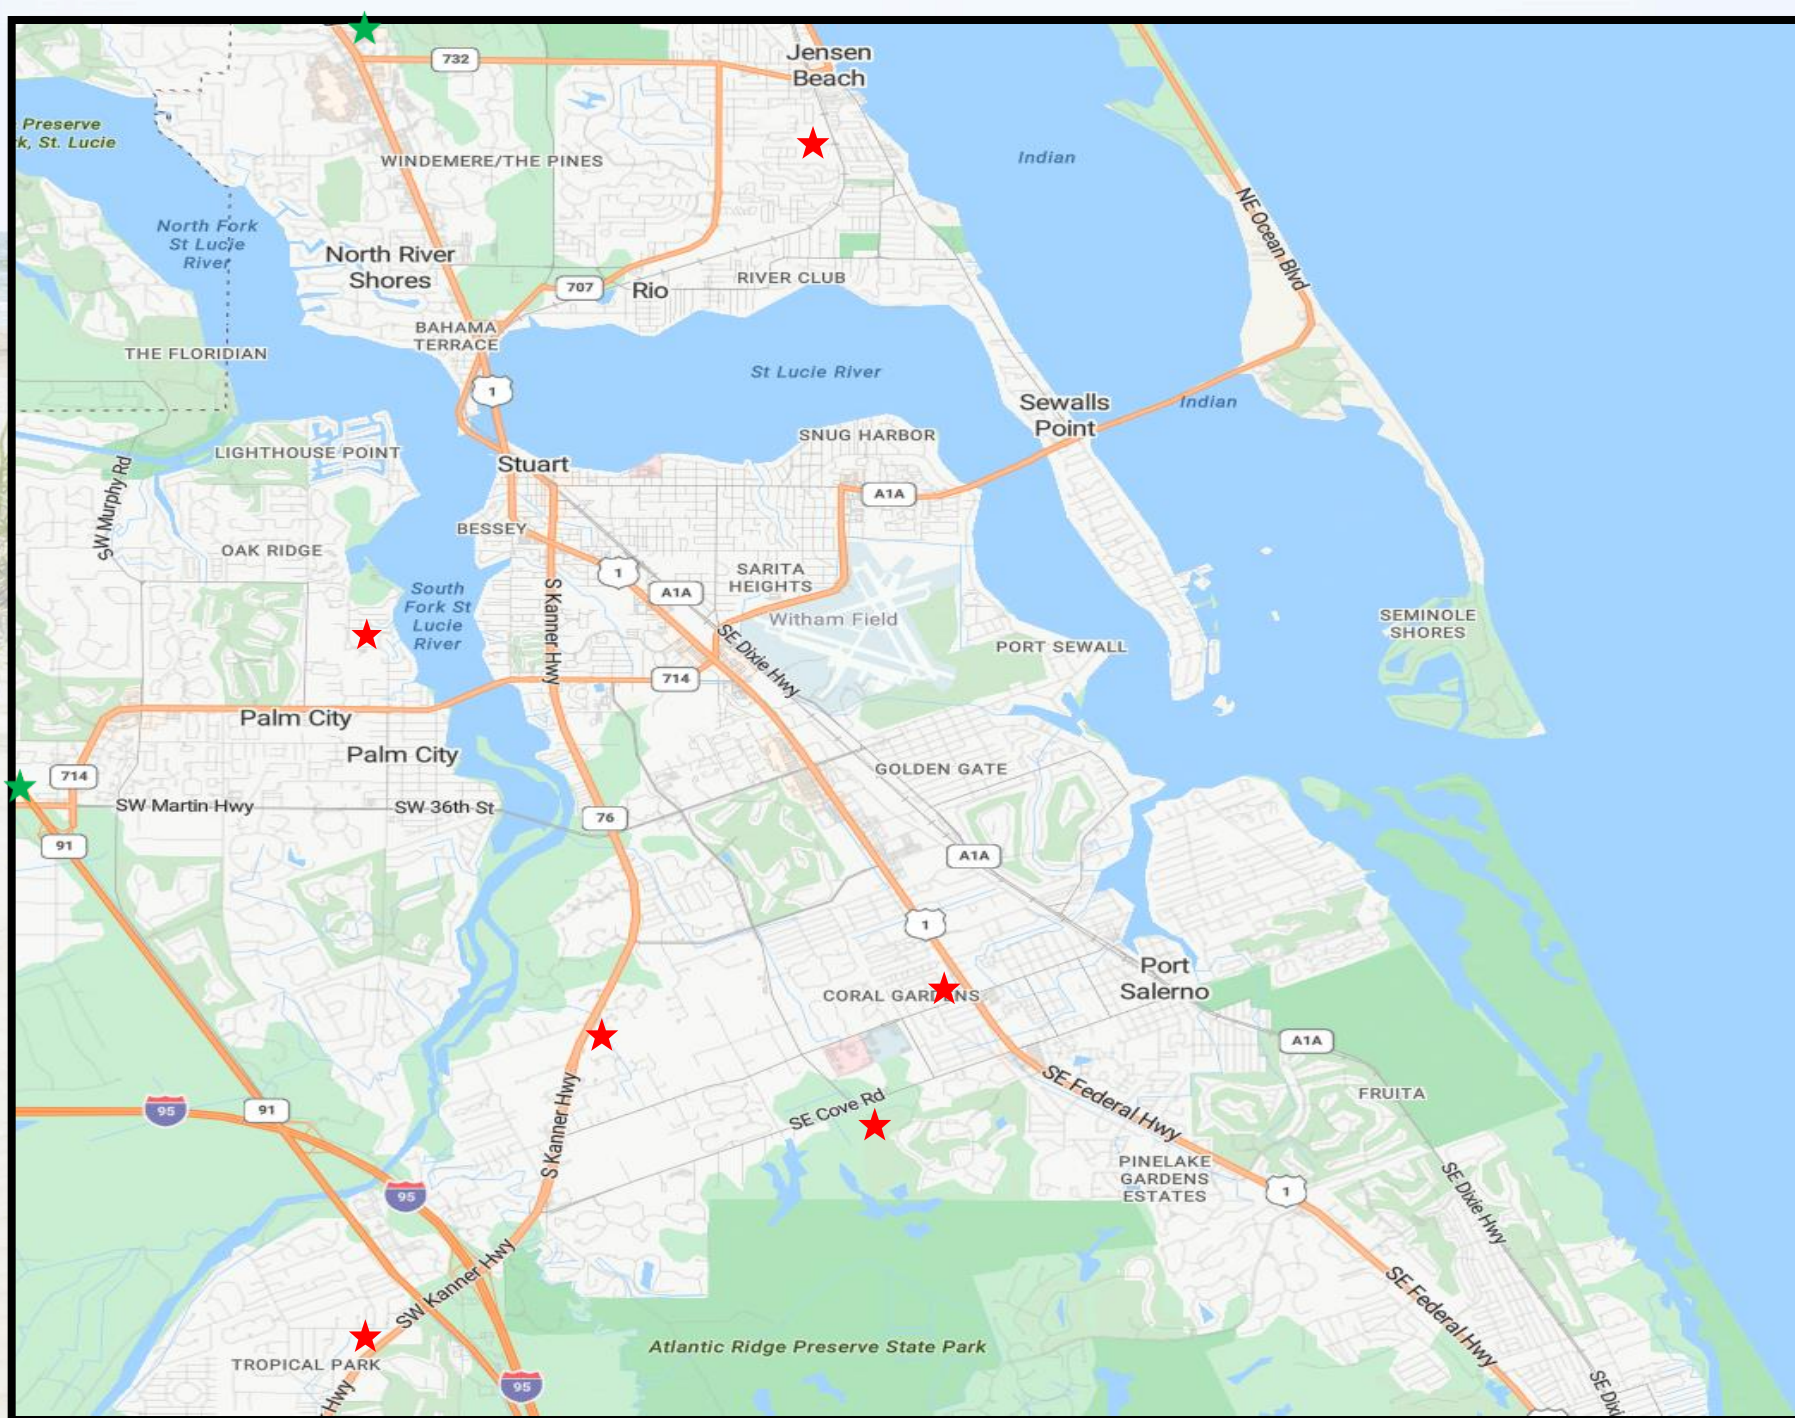 732
Jensen
Beach
Preserve
k, St. Lucie
WINDEMERE/THE PINES
Indian
North Fork
St Lucie
River
North River
Shores
NE Ocean Blvd
RIVER CLUB
707
Rio
BAHAMA
TERRACE
THE FLORIDIAN
St Lucie River
1
Sewalls
Point
Indian
SNUG HARBOR
LIGHTHOUSE POINT
Stuart
SW Murphy Rd
A1A
BESSEY
OAK RIDGE
1
SARITA
HEIGHTS
A1A
South
Fork St
Lucie
River
S Kanner Hwy
Witham Field
SEMINOLE
SHORES
PORT SEWALL
SE Dixie Hwy
714
Palm City
Palm City
714
GOLDEN GATE
SW Martin Hwy
SW 36th St
76
91
A1A
1
Port
Salerno
CORAL GARDENS
A1A
SE Cove Rd
SE Federal Hwy
FRUITA
95
91
S Kanner Hwy
PINELAKE
GARDENS
ESTATES
95
1
SE Dixie Hwy
SW Kanner Hwy
SE Federal Hwy
Atlantic Ridge Preserve State Park
TROPICAL PARK
95
Hwy
SE Dixi